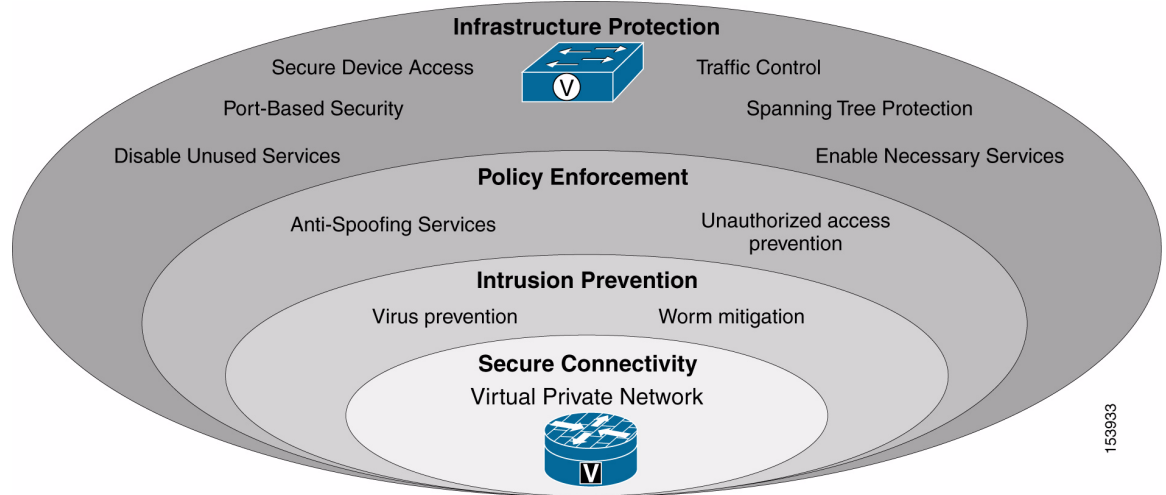 Infrastructure Protection
Secure Device Access
Traffic Control
V
Port-Based Security
Spanning Tree Protection
Disable Unused Services
Enable Necessary Services
Policy Enforcement
Anti-Spoofing Services
Unauthorized access
prevention
Intrusion Prevention
Virus prevention
Worm mitigation
Secure Connectivity
Virtual Private Network
V
153933